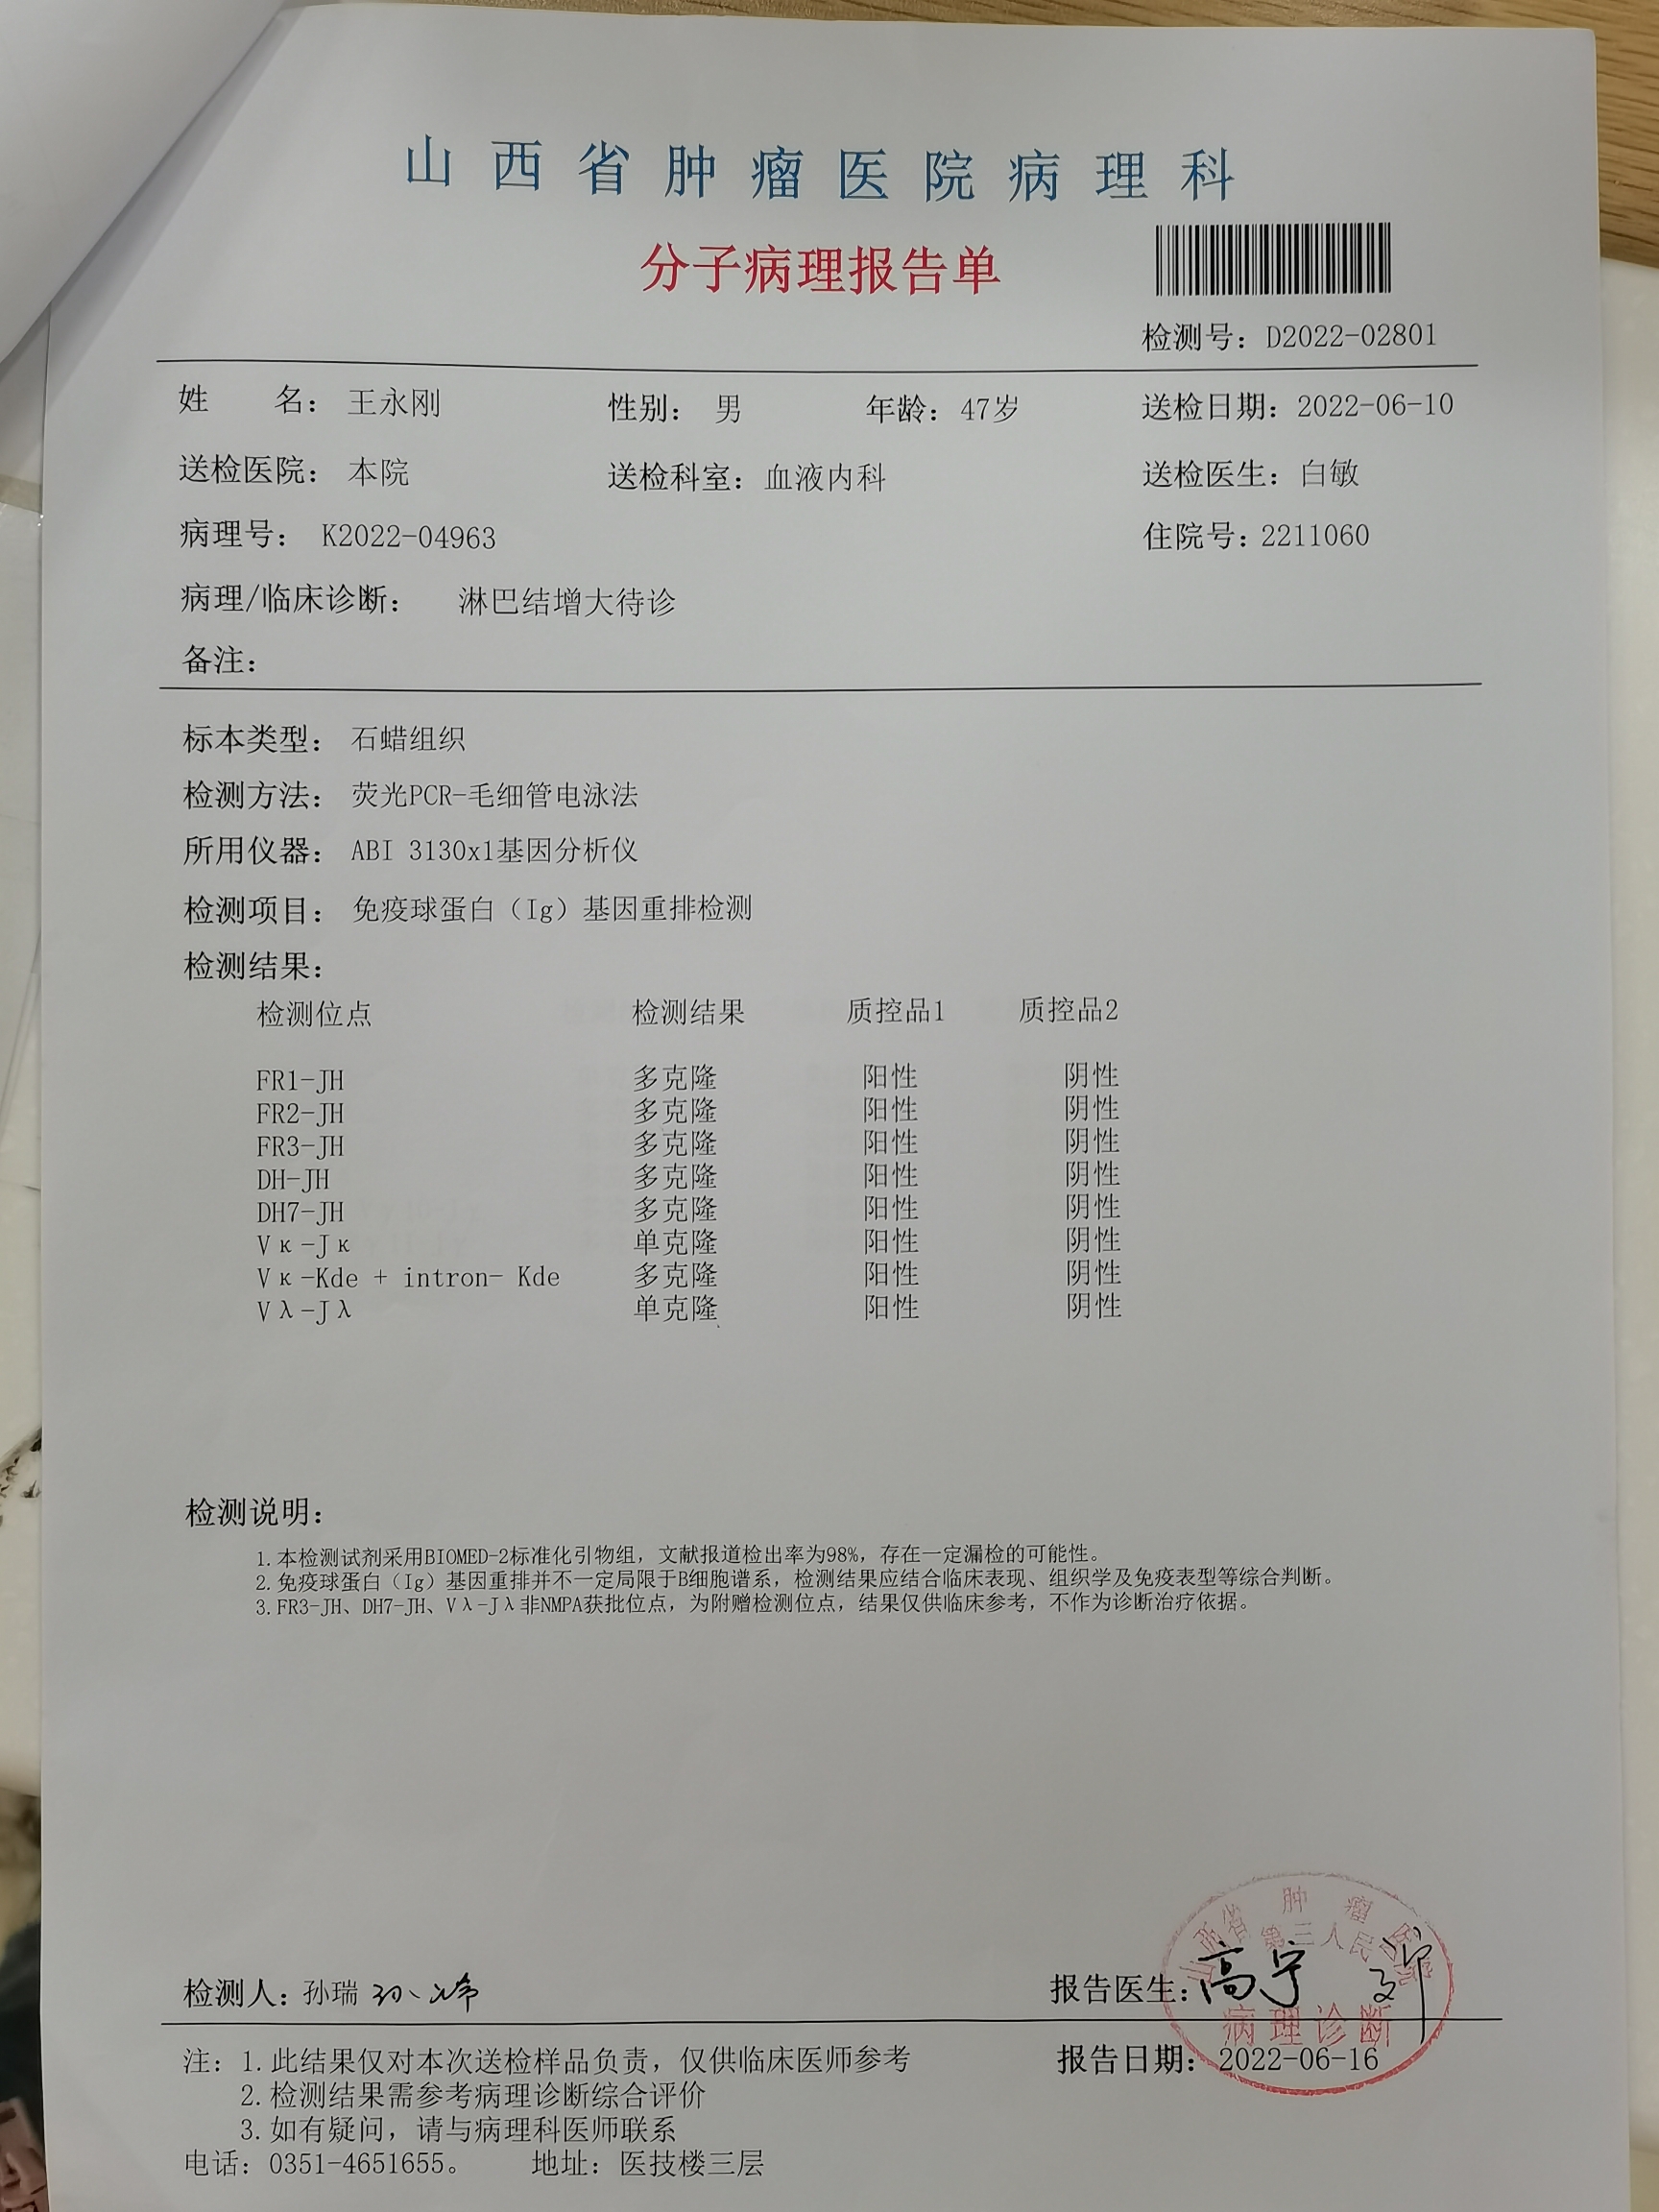 山西省肿瘤医院病理科
分子病理报告单
检测号：D2022-02801
姓 名：王永刚 性别：男 年龄：47岁 送检日期：2022-06-10
送检医院：本院 送检科室：血液内科 送检医生：白敏
病理号：K2022-04963 住院号：2211060
病理/临床诊断：淋巴结增大待诊
备注：
标本类型：石蜡组织
检测方法：荧光PCR-毛细管电泳法
所用仪器：ABI 3130x1基因分析仪
检测项目：免疫球蛋白（Ig）基因重排检测
检测结果：
检测位点 检测结果 质控品1 质控品2
FR1-JH 多克隆 阳性 阴性
FR2-JH 多克隆 阳性 阴性
FR3-JH 多克隆 阳性 阴性
DH-JH 多克隆 阳性 阴性
DH7-JH 多克隆 阳性 阴性
Vκ-Jκ 单克隆 阳性 阴性
Vκ-Kde + intron- Kde 多克隆 阳性 阴性
Vλ-Jλ 单克隆 阳性 阴性
检测说明：
1.本检测试剂采用BIOMED-2标准化引物组，文献报道检出率为98%，存在一定漏检的可能性。
2.免疫球蛋白（Ig）基因重排并不一定局限于B细胞谱系，检测结果应结合临床表现、组织学及免疫表型等综合判断。
3.FR3-JH、DH7-JH、Vλ-Jλ非NMPA获批位点，为附赠检测位点，结果仅供临床参考，不作为诊断治疗依据。
山西省肿瘤医院
第三人民医院
检测人：孙瑞 报告医生：高宁
病理诊断
注：1.此结果仅对本次送检样品负责，仅供临床医师参考 报告日期：2022-06-16
2.检测结果需参考病理诊断综合评价
3.如有疑问，请与病理科医师联系
电话：0351-4651655。 地址：医技楼三层